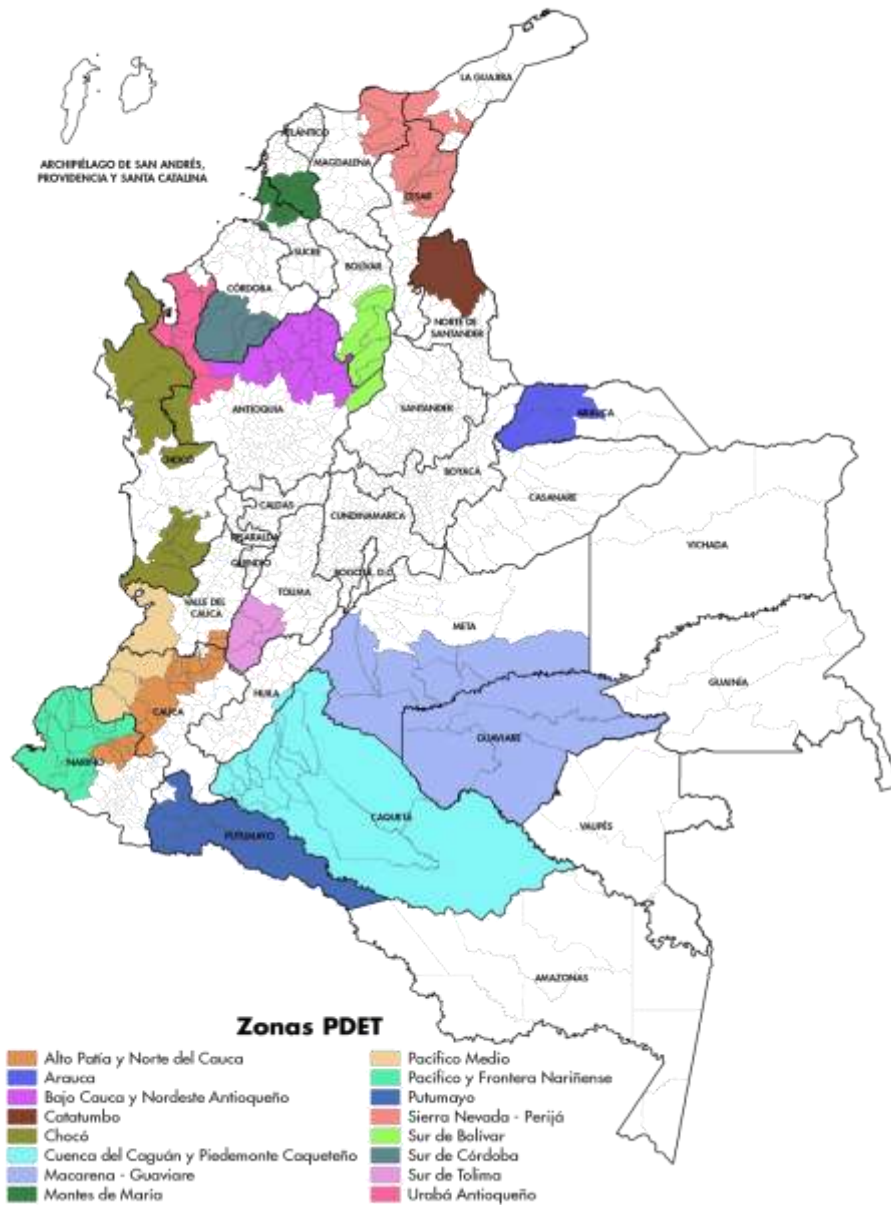 LA GUAJIRA
ATLÁNTICO
MAGDALENA
ARCHIPIÉLAGO DE SAN ANDRÉS,
PROVIDENCIA Y SANTA CATALINA
CESAR
SUCRE
BOLÍVAR
CÓRDOBA
NORTE DE
SANTANDER
ANTIOQUIA
SANTANDER
ARAUCA
CHOCÓ
BOYACA
CASANARE
CALDAS
CUNDINAMARCA
RISARALDA
VICHADA
QUINDIO
BOGOTÁ, D.C.
TOLIMA
VALLE DEL
CAUCA
META
GUAINÍA
HUILA
CAUCA
GUAVIARE
NARIÑO
CAQUETÁ
VAUPÉS
PUTUMAYO
AMAZONAS
Zonas PDET
Alto Patía y Norte del Cauca
Arauca
Bajo Cauca y Nordeste Antioqueño
Catatumbo
Chocó
Cuenca del Caguán y Piedemonte Caqueteño
Macarena - Guaviare
Montes de María
Pacífico Medio
Pacífico y Frontera Nariñense
Putumayo
Sierra Nevada - Perijá
Sur de Bolívar
Sur de Córdoba
Sur de Tolima
Urabá Antioqueño